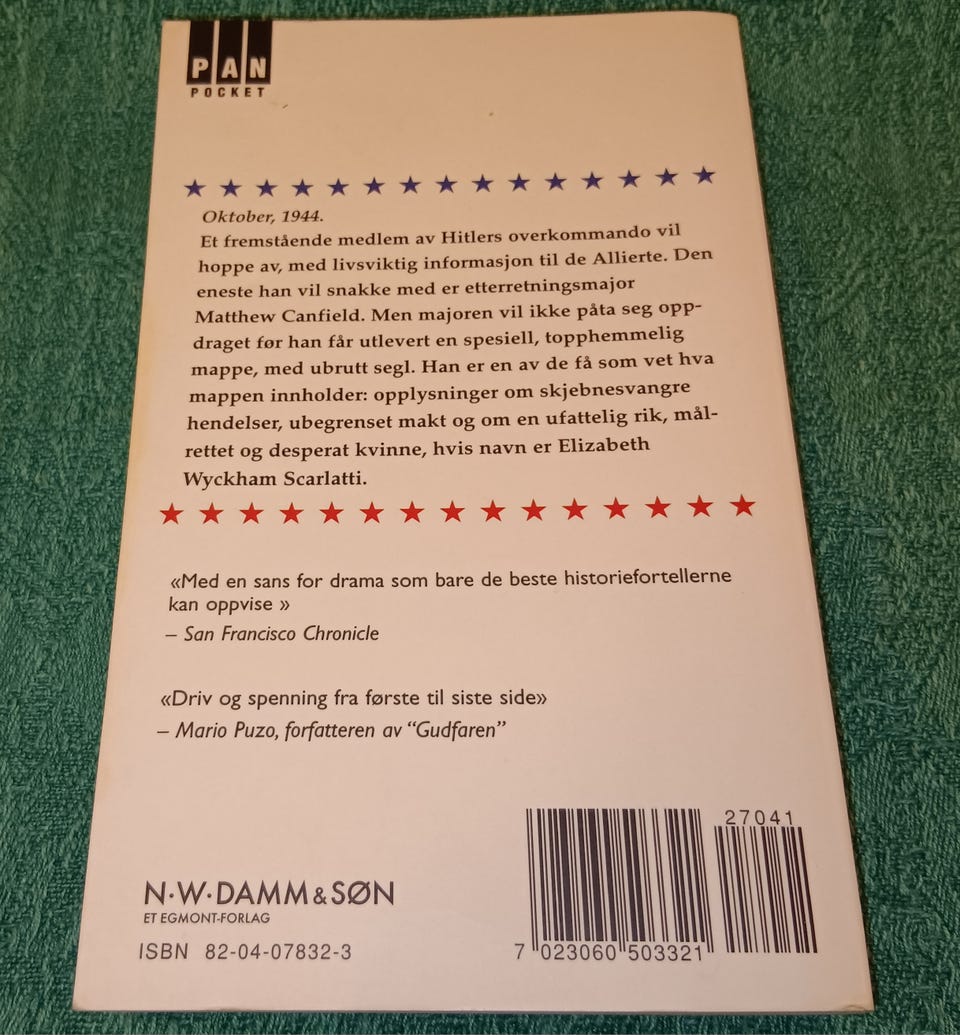 PAN
POCKET
Oktober, 1944.
Et fremstående medlem av Hitlers overkommando vil
hoppe av, med livsviktig informasjon til de Allierte. Den
eneste han vil snakke med er etterretningsmajor
Matthew Canfield. Men majoren vil ikke påta seg opp-
draget før han får utlevert en spesiell, topphemmelig
mappe, med ubrutt segl. Han er en av de få som vet hva
mappen innholder: opplysninger om skjebnesvangre
hendelser, ubegrenset makt og om en ufattelig rik, mål-
rettet og desperat kvinne, hvis navn er Elizabeth
Wyckham Scarlatti.
«Med en sans for drama som bare de beste historiefortellerne
kan oppvise »
– San Francisco Chronicle
«Driv og spenning fra første til siste side»
– Mario Puzo, forfatteren av “Gudfaren”
27041
N·W·DAMM & SØN
ET EGMONT-FORLAG
ISBN 82-04-07832-3
7 023060 503321